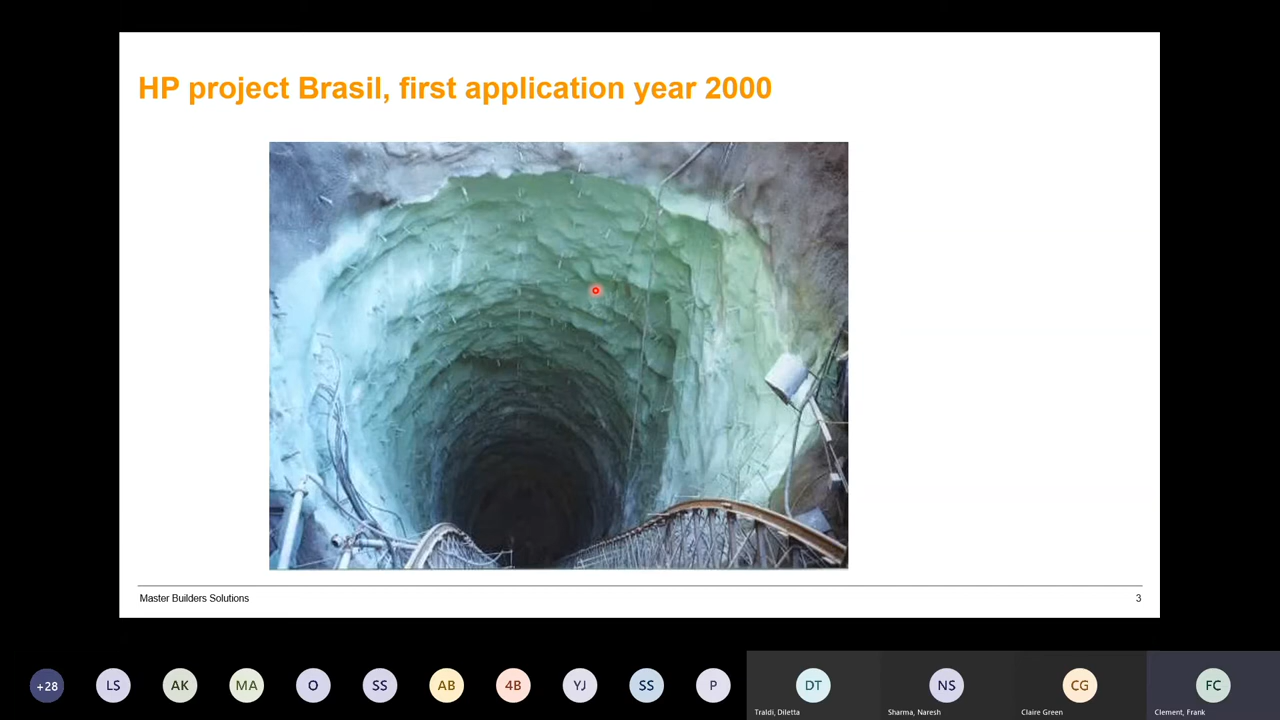 HP project Brasil, first application year 2000
Master Builders Solutions
3
+28
LS
AK
MA
O
SS
AB
4B
YJ
SS
P
DT
NS
CG
FC
Traldi, Diletta
Sharma, Naresh
Claire Green
Clement, Frank